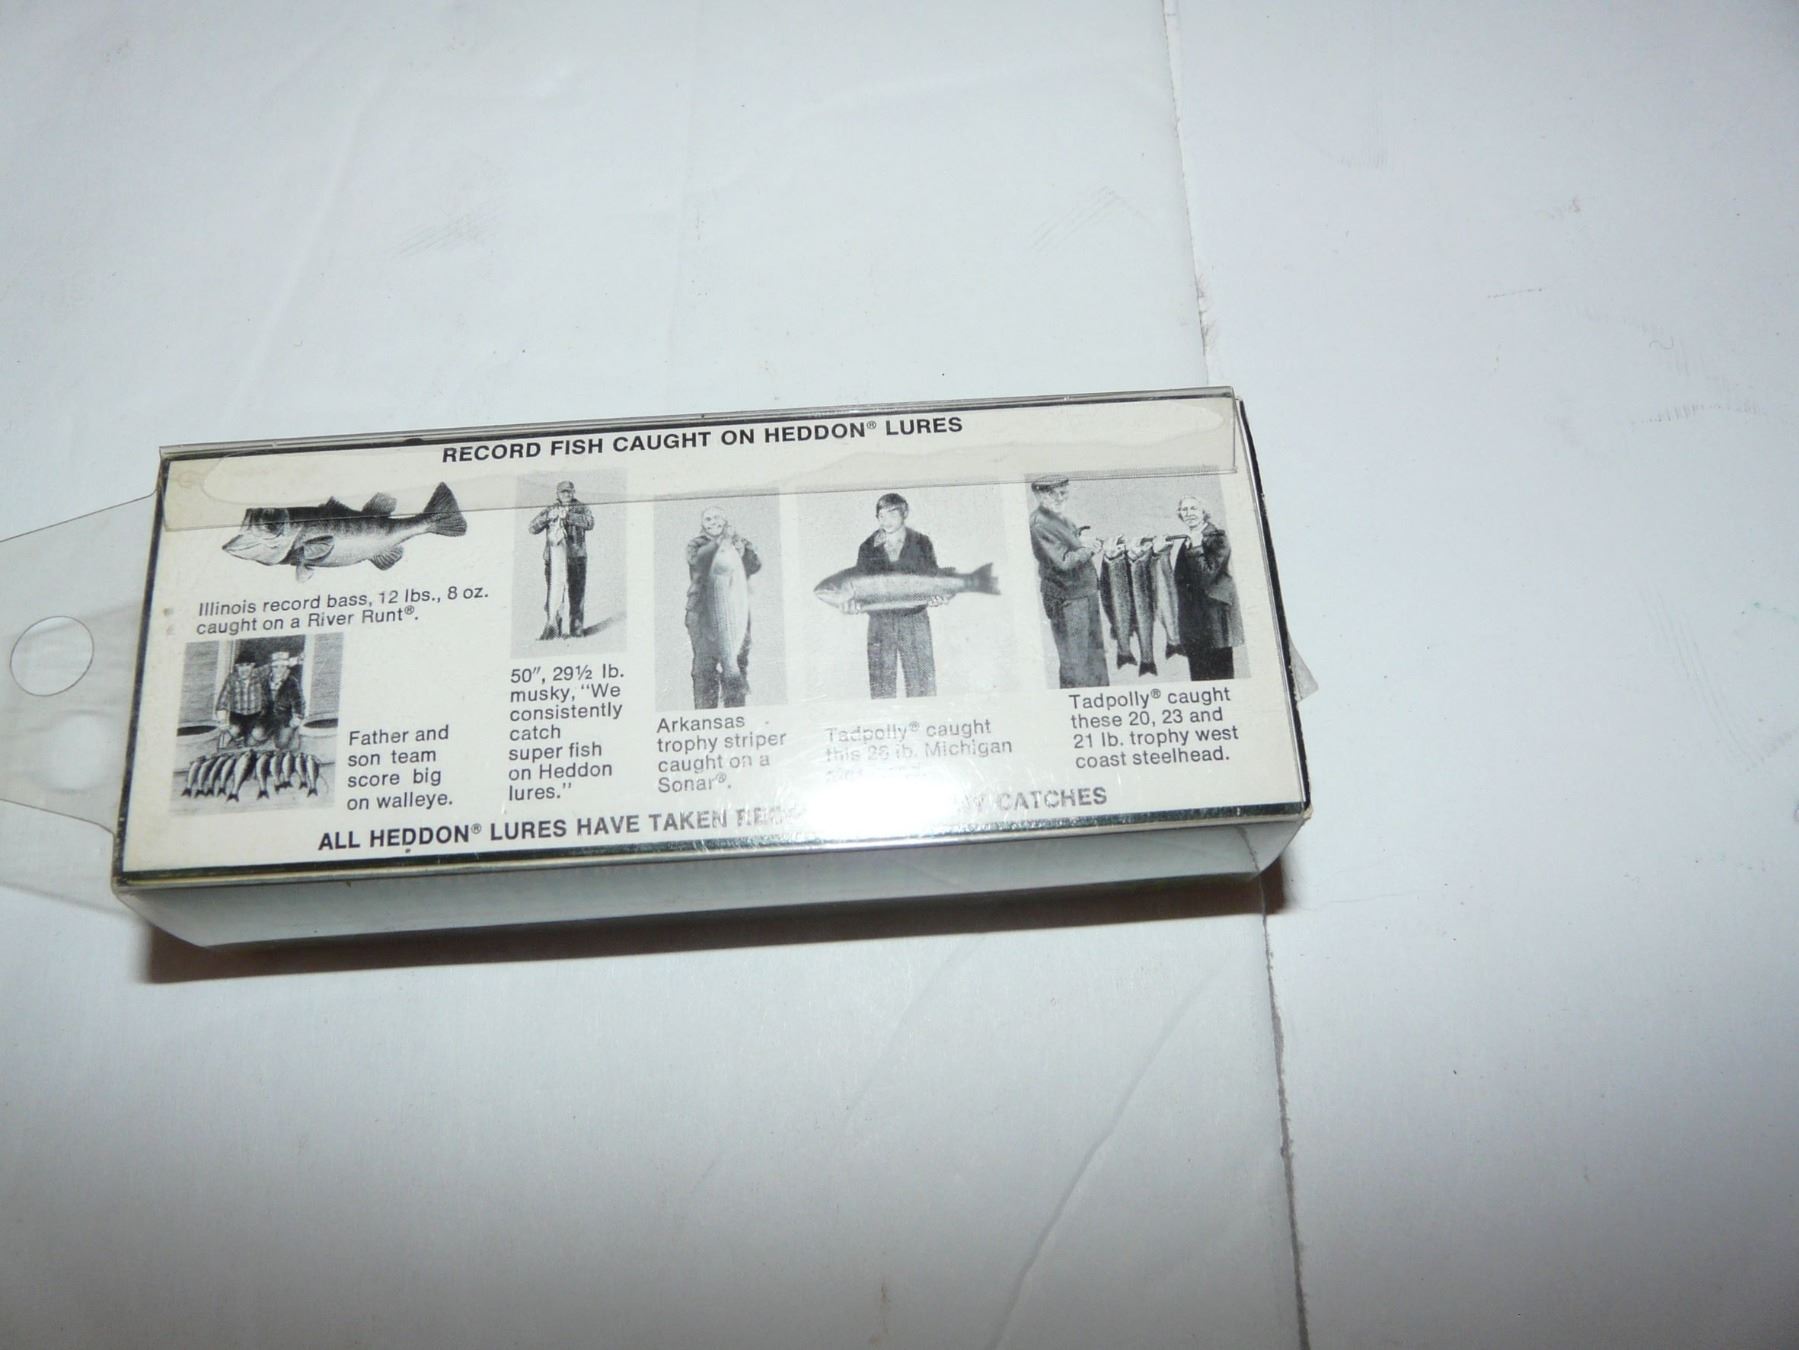 RECORD FISH CAUGHT ON HEDDON® LURES
Illinois record bass, 12 lbs., 8 oz.
caught on a River Runt®.
Father and
son team
score big
on walleye.
50", 29½ lb.
musky, "We
consistently
catch
super fish
on Heddon
lures."
Arkansas
trophy striper
caught on a
Sonar®.
Tadpolly® caught
this lb. Michigan
Tadpolly® caught
these 20, 23 and
21 lb. trophy west
coast steelhead.
ALL HEDDON® LURES HAVE TAKEN CATCHES